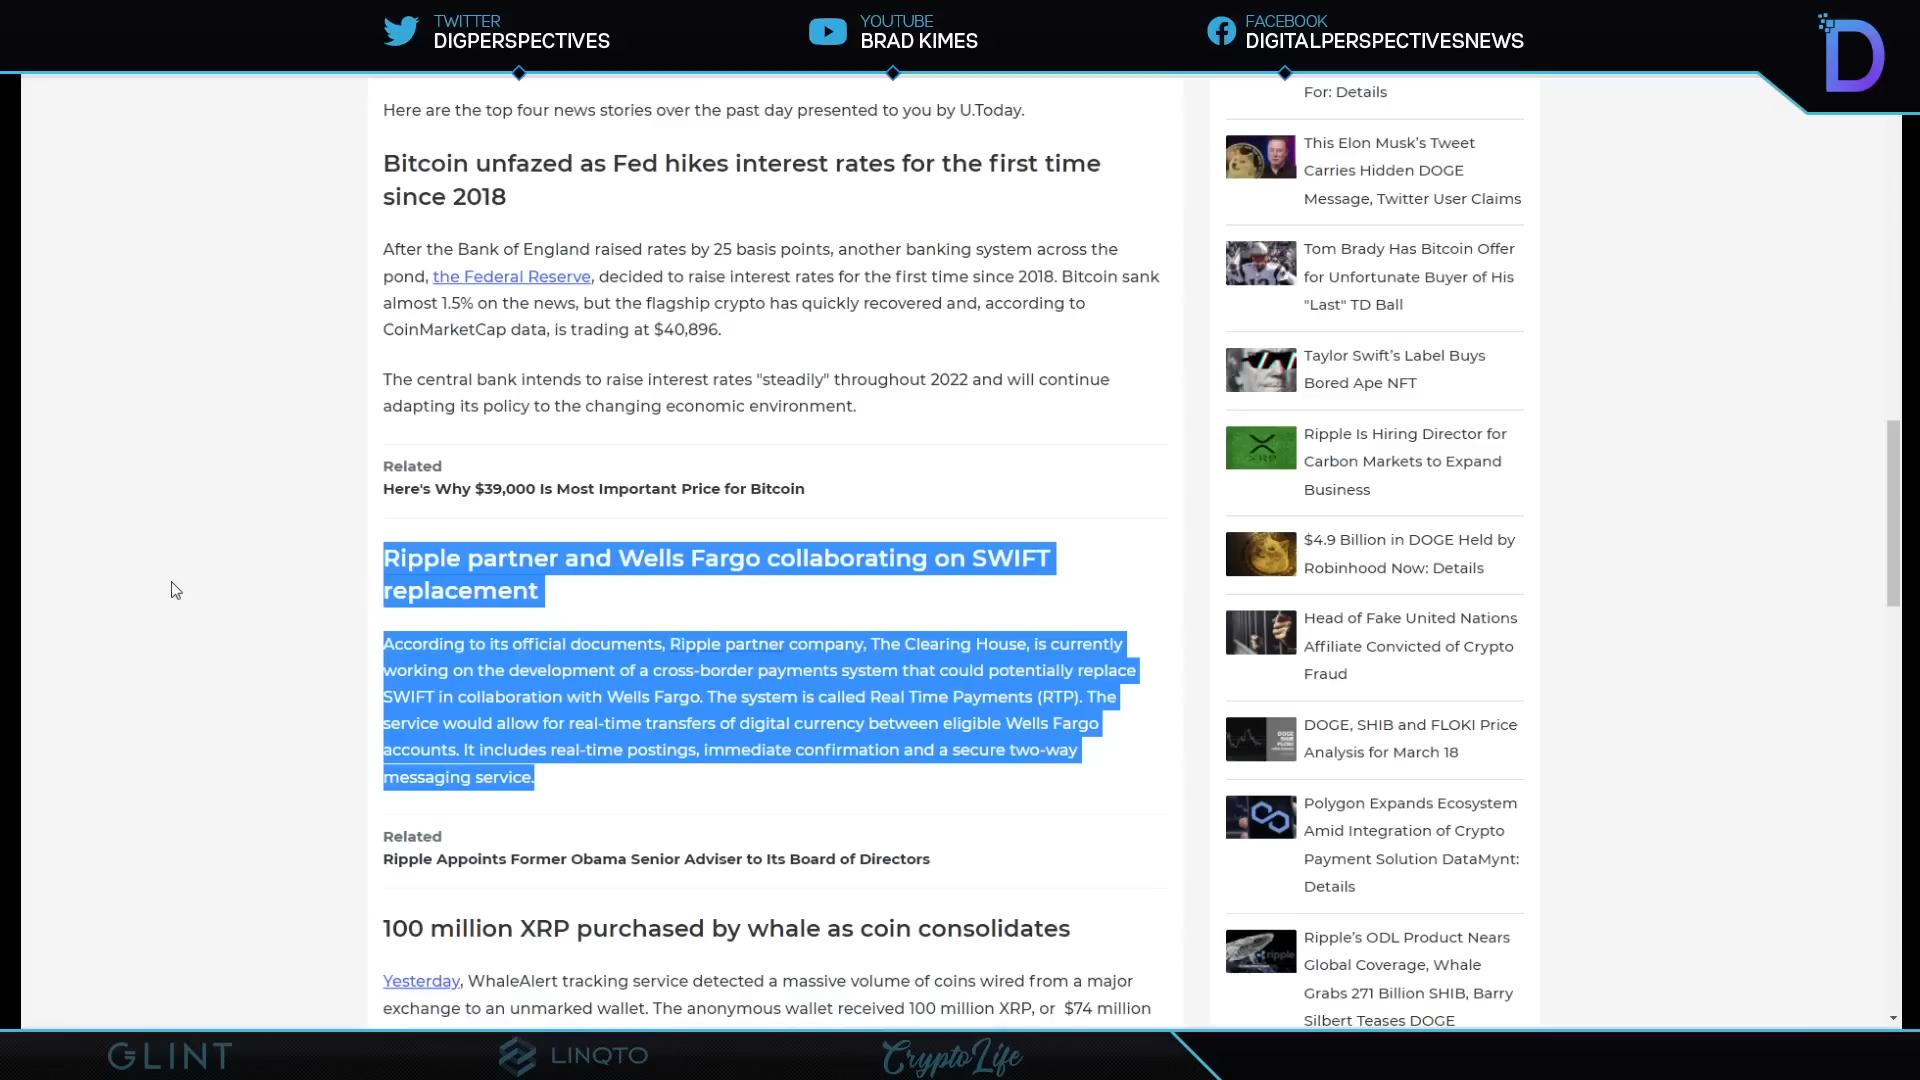 TWITTER
DIGPERSPECTIVES
YOUTUBE
BRAD KIMES
FACEBOOK
DIGITALPERSPECTIVESNEWS
D
Here are the top four news stories over the past day presented to you by U.Today.
Bitcoin unfazed as Fed hikes interest rates for the first time
since 2018
After the Bank of England raised rates by 25 basis points, another banking system across the
pond, the Federal Reserve, decided to raise interest rates for the first time since 2018. Bitcoin sank
almost 1.5% on the news, but the flagship crypto has quickly recovered and, according to
CoinMarketCap data, is trading at $40,896.
The central bank intends to raise interest rates "steadily" throughout 2022 and will continue
adapting its policy to the changing economic environment.
Related
Here's Why $39,000 Is Most Important Price for Bitcoin
Ripple partner and Wells Fargo collaborating on SWIFT
replacement
According to its official documents, Ripple partner company, The Clearing House, is currently
working on the development of a cross-border payments system that could potentially replace
SWIFT in collaboration with Wells Fargo. The system is called Real Time Payments (RTP). The
service would allow for real-time transfers of digital currency between eligible Wells Fargo
accounts. It includes real-time postings, immediate confirmation and a secure two-way
messaging service.
Related
Ripple Appoints Former Obama Senior Adviser to Its Board of Directors
100 million XRP purchased by whale as coin consolidates
Yesterday, WhaleAlert tracking service detected a massive volume of coins wired from a major
exchange to an unmarked wallet. The anonymous wallet received 100 million XRP, or $74 million
For: Details
This Elon Musk's Tweet
Carries Hidden DOGE
Message, Twitter User Claims
Tom Brady Has Bitcoin Offer
for Unfortunate Buyer of His
"Last" TD Ball
Taylor Swift's Label Buys
Bored Ape NFT
XRP
Ripple Is Hiring Director for
Carbon Markets to Expand
Business
$4.9 Billion in DOGE Held by
Robinhood Now: Details
Head of Fake United Nations
Affiliate Convicted of Crypto
Fraud
DOGE, SHIB and FLOKI Price
Analysis for March 18
Polygon Expands Ecosystem
Amid Integration of Crypto
Payment Solution DataMynt:
Details
ripple
Ripple's ODL Product Nears
Global Coverage, Whale
Grabs 271 Billion SHIB, Barry
Silbert Teases DOGE
GLINT
LINQTO
CryptoLife